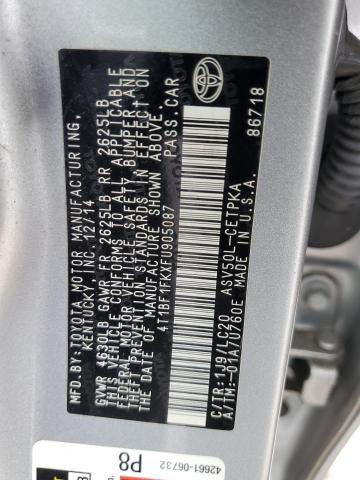 MFD.BY:TOYOTA MOTOR MANUFACTURING,
KENTUCKY, INC. 12/14
GVWR 4630LB GAWR FR 2625LB RR 2625LB
THIS VEHICLE CONFORMS TO ALL APPLICABLE
FEDERAL MOTOR VEHICLE SAFETY, BUMPER,AND
THEFT PREVENTION STANDARDS IN EFFECT ON
THE DATE OF MANUFACTURE SHOWN ABOVE.
4T1BF1FKXFU905087 PASS.CAR
C/TR:1J9/LC20 ASV50L-CETPKA
A/TM:-01A/U760E MADE IN U.S.A.
86718
42661-06732
P8